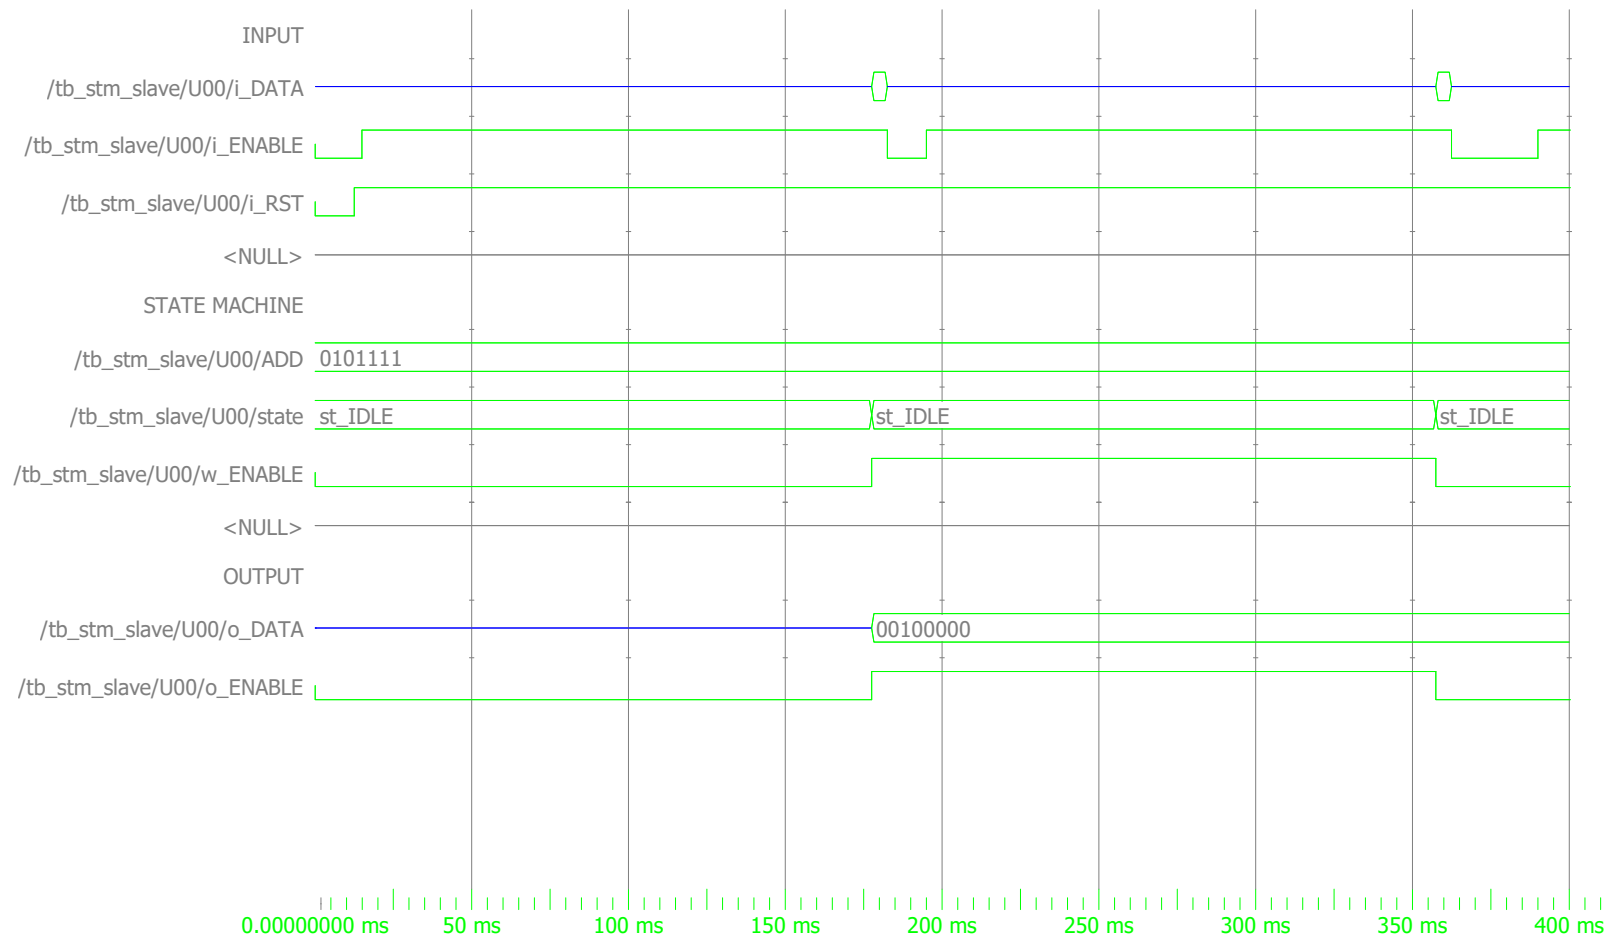 INPUT
/tb_stm_slave/U00/i_DATA
/tb_stm_slave/U00/i_ENABLE
/tb_stm_slave/U00/i_RST
<NULL>
STATE MACHINE
/tb_stm_slave/U00/ADD 0101111
/tb_stm_slave/U00/state st_IDLE st_IDLE st_IDLE
/tb_stm_slave/U00/w_ENABLE
<NULL>
OUTPUT
/tb_stm_slave/U00/o_DATA 00100000
/tb_stm_slave/U00/o_ENABLE
0.00000000 ms 50 ms 100 ms 150 ms 200 ms 250 ms 300 ms 350 ms 400 ms